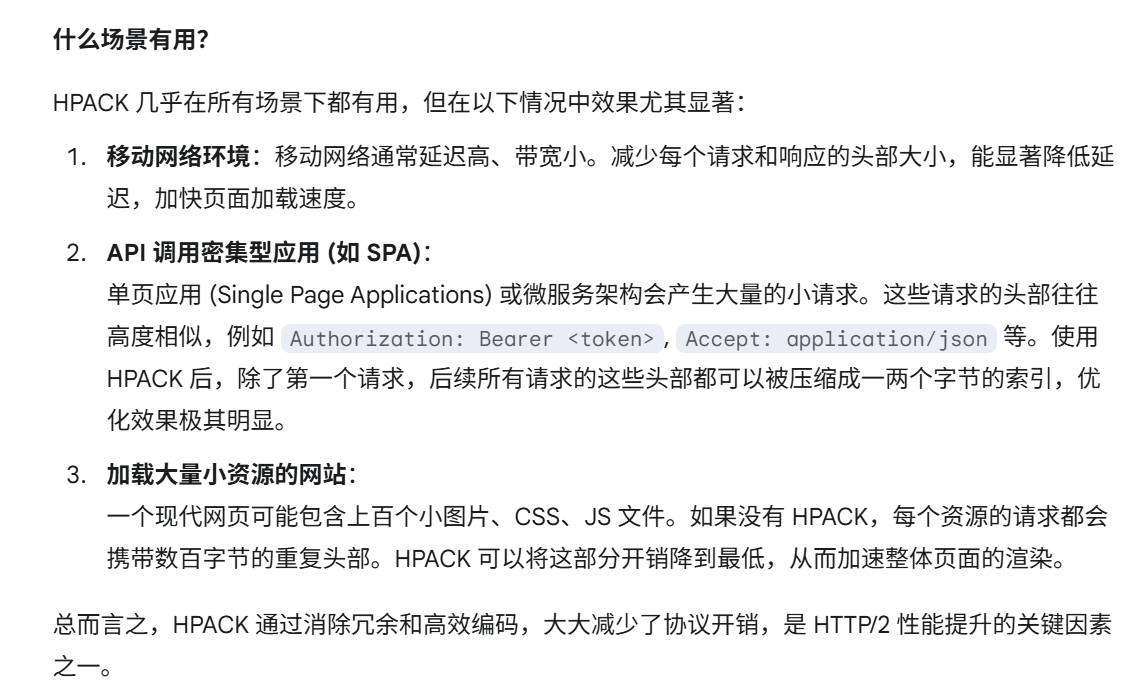 什么场景有用？
HPACK 几乎在所有场景下都有用，但在以下情况中效果尤其显著：
1. 移动网络环境：移动网络通常延迟高、带宽小。减少每个请求和响应的头部大小，能显著降低延
迟，加快页面加载速度。
2. API 调用密集型应用 (如 SPA)：
单页应用 (Single Page Applications) 或微服务架构会产生大量的小请求。这些请求的头部往往
高度相似，例如 Authorization: Bearer <token>, Accept: application/json 等。使用
HPACK 后，除了第一个请求，后续所有请求的这些头部都可以被压缩成一两个字节的索引，优
化效果极其明显。
3. 加载大量小资源的网站：
一个现代网页可能包含上百个小图片、CSS、JS 文件。如果没有 HPACK，每个资源的请求都会
携带数百字节的重复头部。HPACK 可以将这部分开销降到最低，从而加速整体页面的渲染。
总而言之，HPACK 通过消除冗余和高效编码，大大减少了协议开销，是 HTTP/2 性能提升的关键因素
之一。